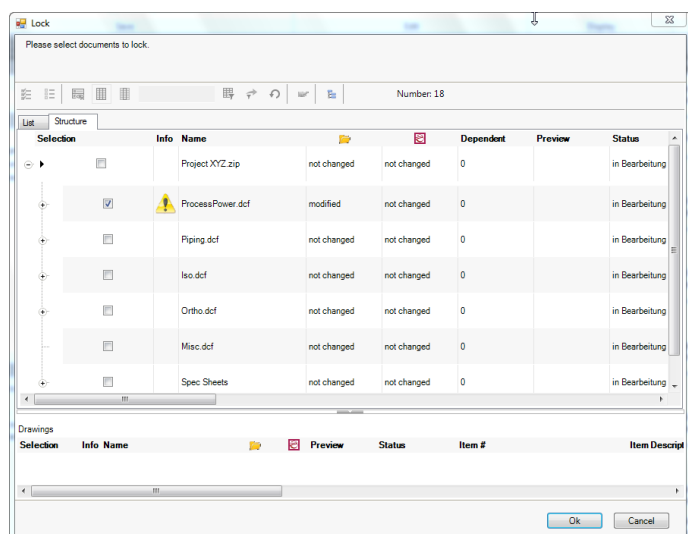 Lock
Please select documents to lock.
Number: 18
List Structure
Selection Info Name Dependent Preview Status
Project XYZ.zip not changed not changed 0 in Bearbeitung
ProcessPower.dcf modified not changed 0 in Bearbeitung
Piping.dcf not changed not changed 0 in Bearbeitung
Iso.dcf not changed not changed 0 in Bearbeitung
Ortho.dcf not changed not changed 0 in Bearbeitung
Misc.dcf not changed not changed 0 in Bearbeitung
Spec Sheets not changed not changed 0 in Bearbeitung
Drawings
Selection Info Name Preview Status Item # Item Descript
Ok Cancel